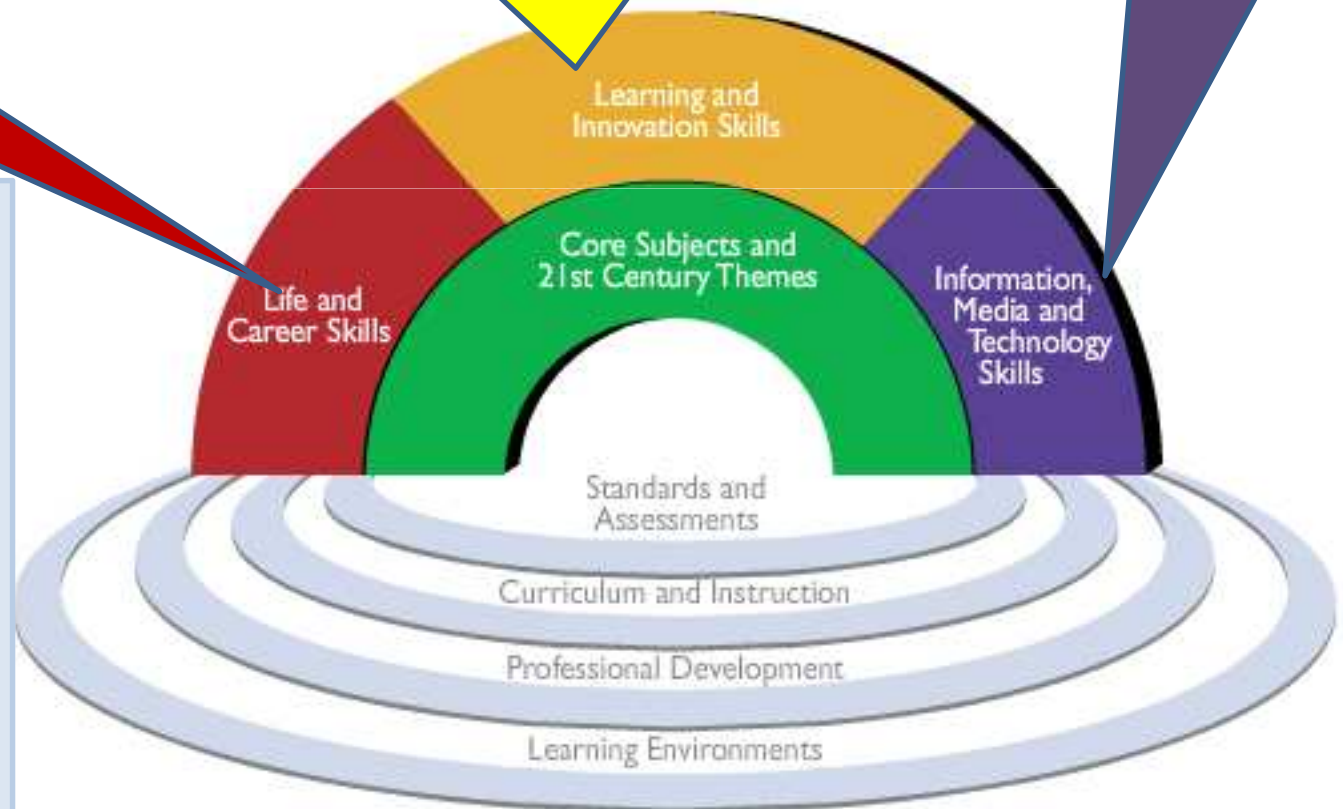 Learning and
Innovation Skills
Core Subjects and
21st Century Themes
Life and
Career Skills
Information,
Media and
Technology
Skills
Standards and
Assessments
Curriculum and Instruction
Professional Development
Learning Environments